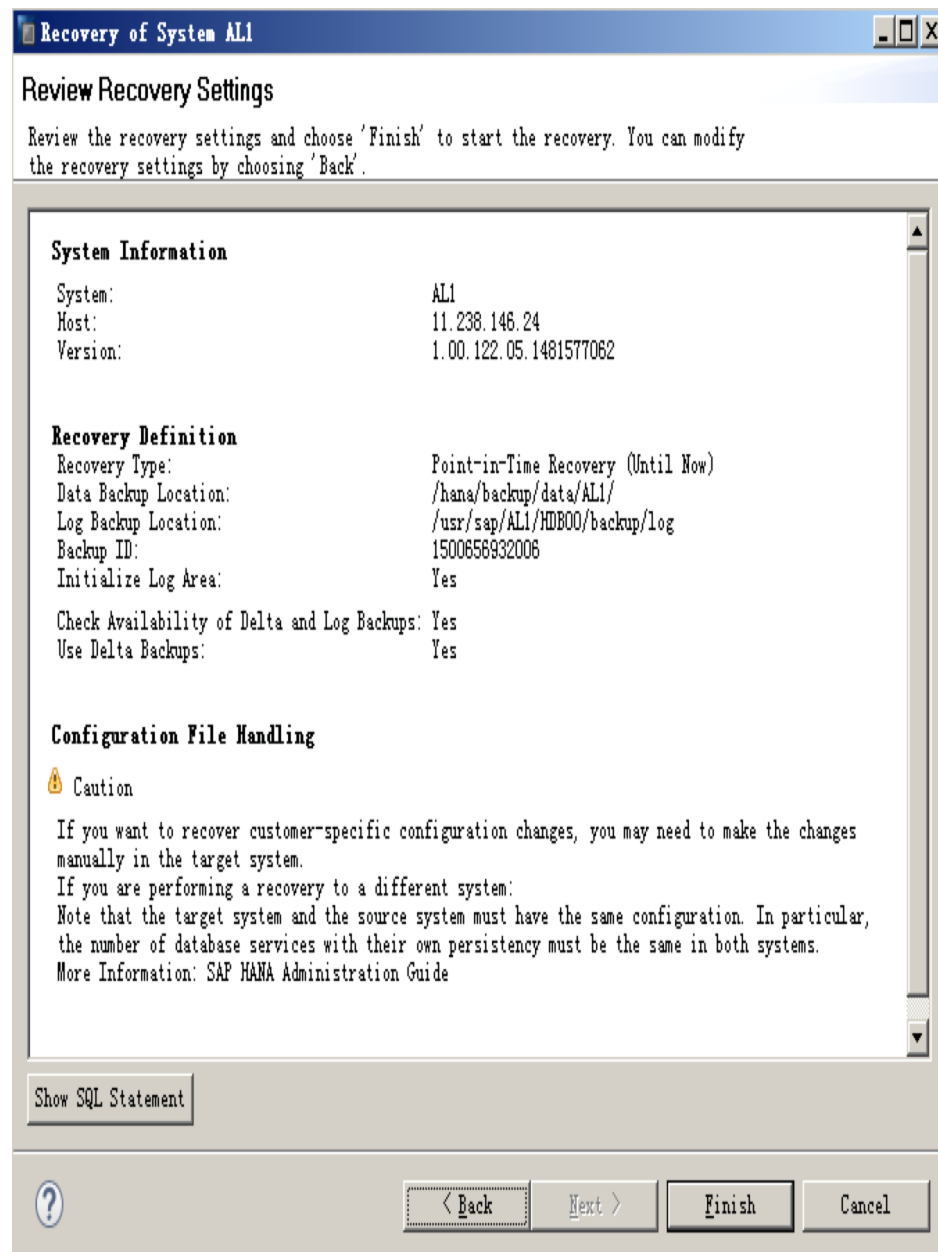 Recovery of System AL1
Review Recovery Settings
Review the recovery settings and choose 'Finish' to start the recovery. You can modify
the recovery settings by choosing 'Back'.
System Information
System: AL1
Host: 11.238.146.24
Version: 1.00.122.05.1481577062
Recovery Definition
Recovery Type: Point-in-Time Recovery (Until Now)
Data Backup Location: /hana/backup/data/AL1/
Log Backup Location: /usr/sap/AL1/HDB00/backup/log
Backup ID: 1500656932006
Initialize Log Area: Yes
Check Availability of Delta and Log Backups: Yes
Use Delta Backups: Yes
Configuration File Handling
Caution
If you want to recover customer-specific configuration changes, you may need to make the changes
manually in the target system.
If you are performing a recovery to a different system:
Note that the target system and the source system must have the same configuration. In particular,
the number of database services with their own persistency must be the same in both systems.
More Information: SAP HANA Administration Guide
Show SQL Statement
? < Back Next > Finish Cancel